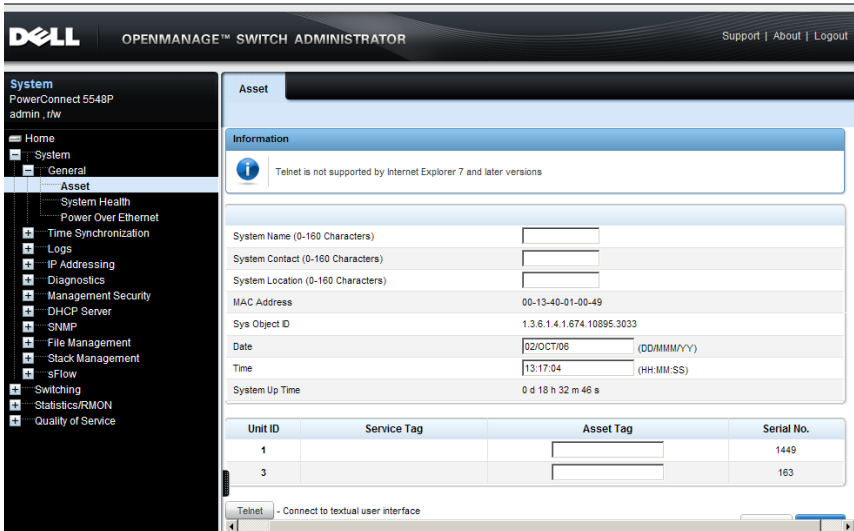 DELL
OPENMANAGE™ SWITCH ADMINISTRATOR
Support | About | Logout
System
PowerConnect 5548P
admin , r/w
Home
System
General
Asset
System Health
Power Over Ethernet
Time Synchronization
Logs
IP Addressing
Diagnostics
Management Security
DHCP Server
SNMP
File Management
Stack Management
sFlow
Switching
Statistics/RMON
Quality of Service
Asset
Information
Telnet is not supported by Internet Explorer 7 and later versions
System Name (0-160 Characters)
System Contact (0-160 Characters)
System Location (0-160 Characters)
MAC Address 00-13-40-01-00-49
Sys Object ID 1.3.6.1.4.1.674.10895.3033
Date 02/OCT/06 (DD/MMM/YY)
Time 13:17:04 (HH:MM:SS)
System Up Time 0 d 18 h 32 m 46 s
Unit ID Service Tag Asset Tag Serial No.
1 1449
3 163
Telnet - Connect to textual user interface